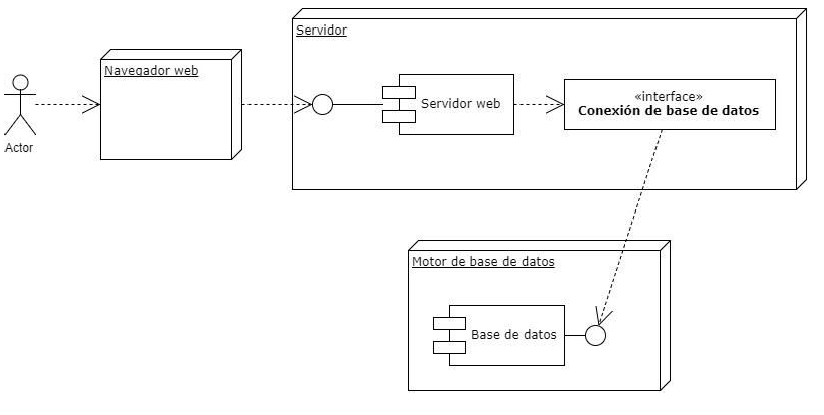 Servidor
Navegador web
Servidor web
«interface»
Conexión de base de datos
Actor
Motor de base de datos
Base de datos